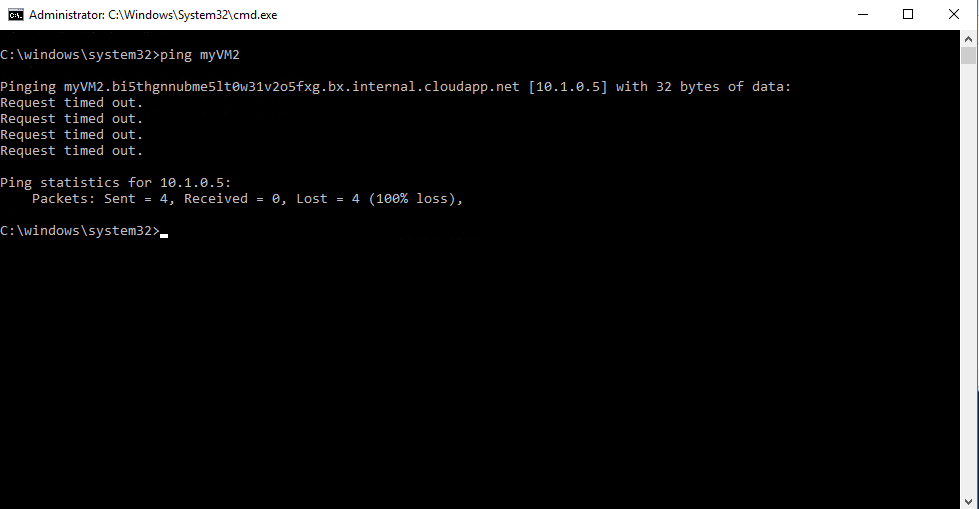 Administrator: C:\Windows\System32\cmd.exe
C:\windows\system32>ping myVM2
Pinging myVM2.bi5thgnnubme5lt0w31v2o5fxg.bx.internal.cloudapp.net [10.1.0.5] with 32 bytes of data:
Request timed out.
Request timed out.
Request timed out.
Request timed out.
Ping statistics for 10.1.0.5:
    Packets: Sent = 4, Received = 0, Lost = 4 (100% loss),
C:\windows\system32>